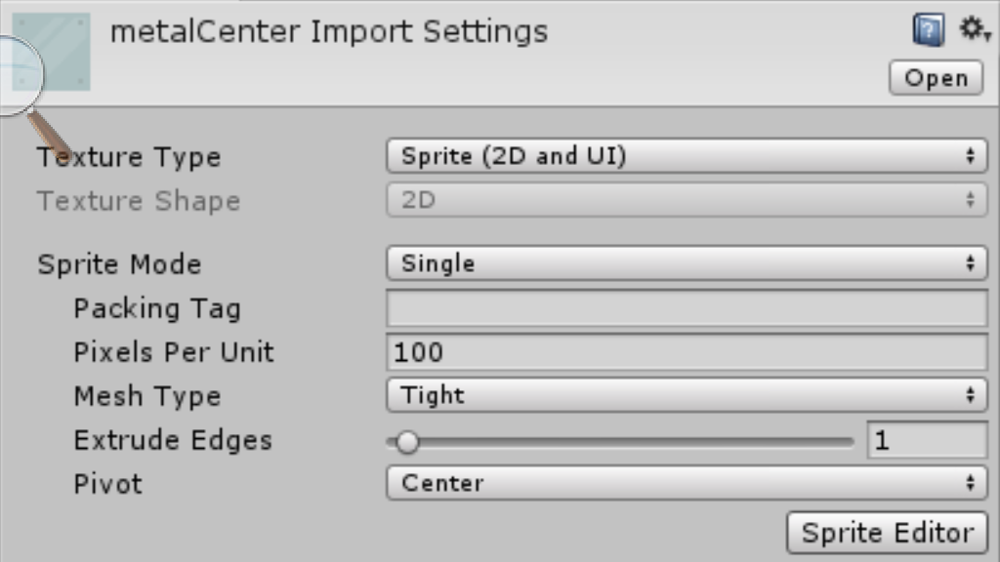 metalCenter Import Settings
Open
Texture Type Sprite (2D and UI)
Texture Shape 2D
Sprite Mode Single
Packing Tag
Pixels Per Unit 100
Mesh Type Tight
Extrude Edges 1
Pivot Center
Sprite Editor